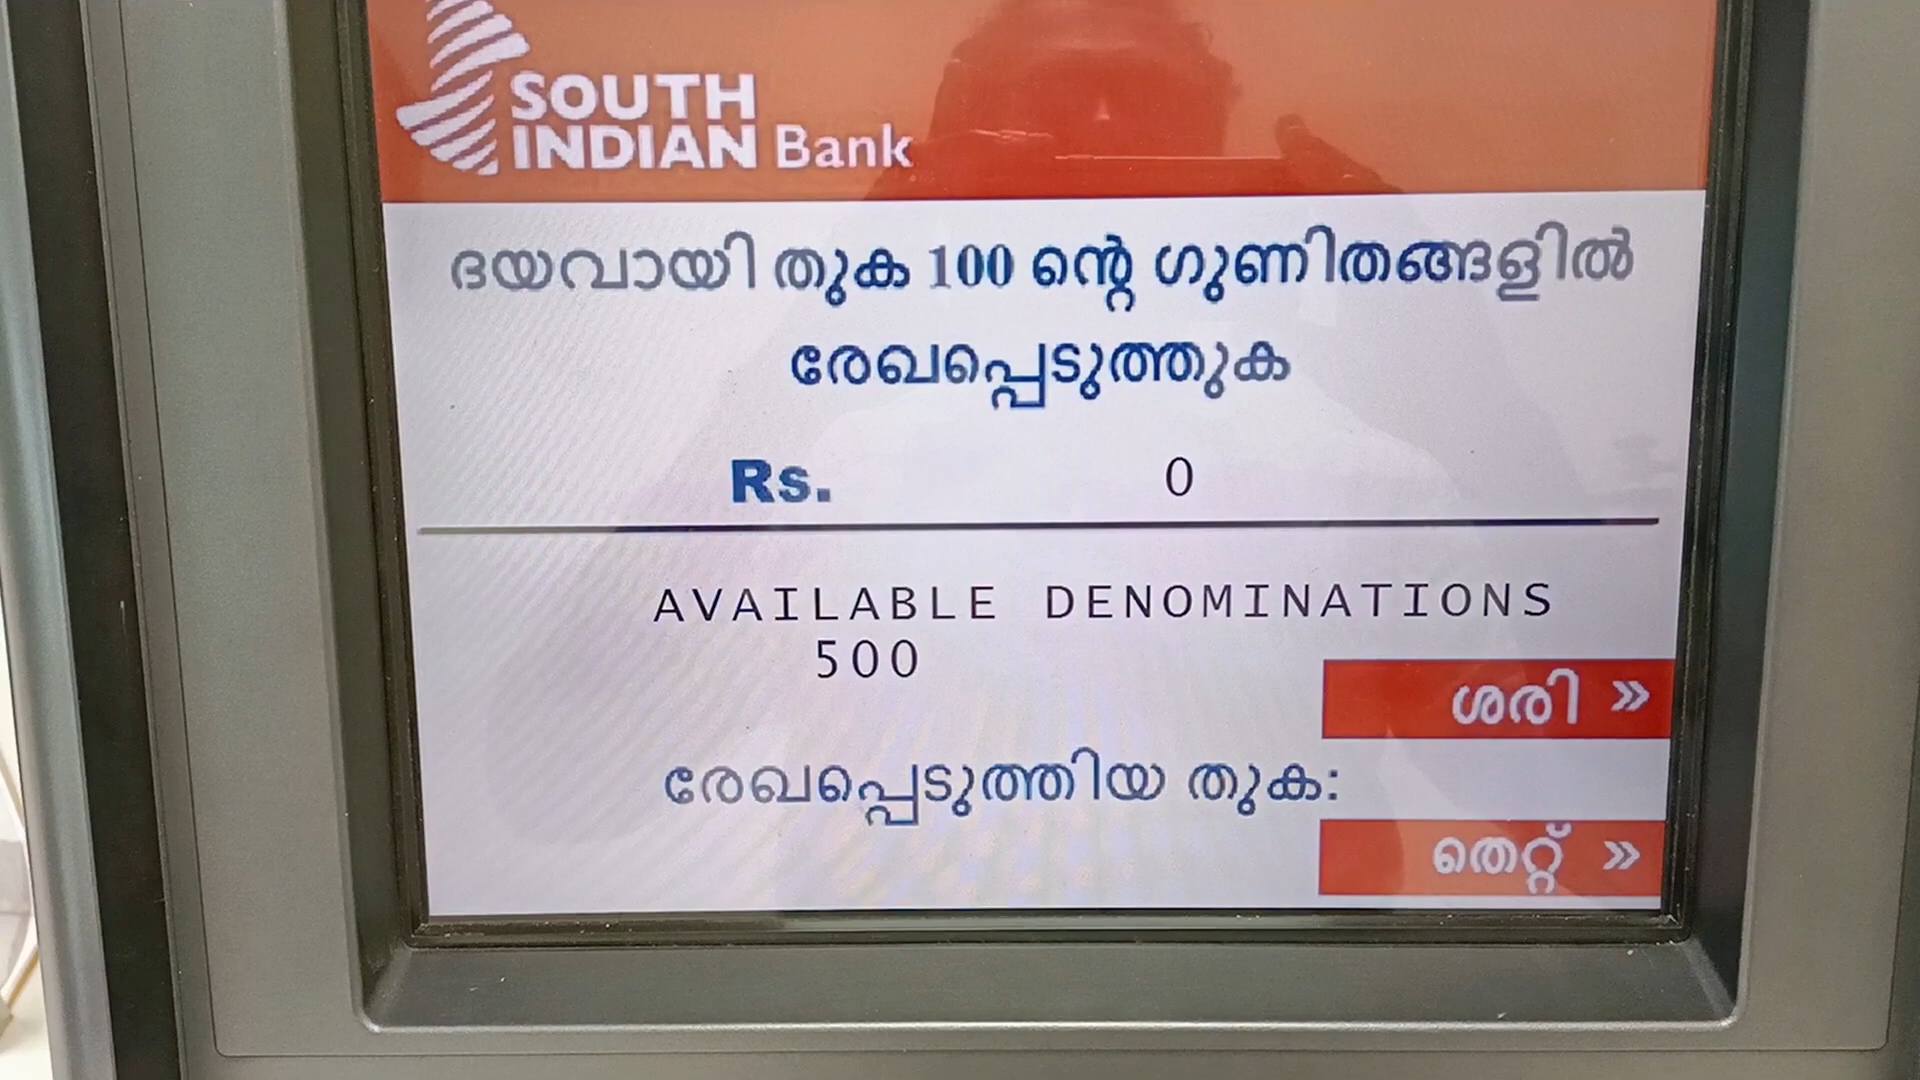 SOUTH
INDIAN Bank
ദയവായി തുക 100 ന്റെ ഗുണിതങ്ങളിൽ
രേഖപ്പെടുത്തുക
Rs. 0
AVAILABLE DENOMINATIONS
500
ശരി »
രേഖപ്പെടുത്തിയ തുക:
തെറ്റ് »